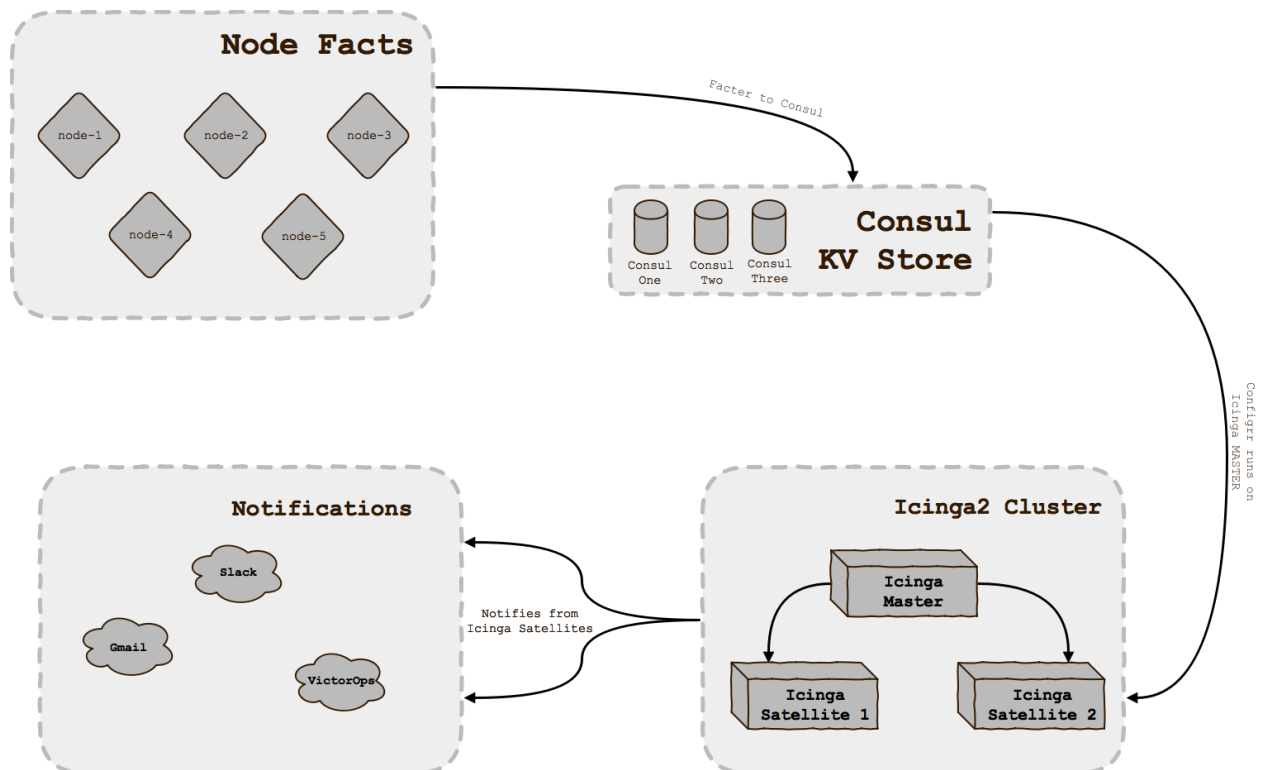 Node Facts
node-1
node-2
node-3
node-4
node-5
Facter to Consul
Consul
KV Store
Consul
One
Consul
Two
Consul
Three
Configrr runs on
Icinga MASTER
Notifications
Slack
Gmail
VictorOps
Notifies from
Icinga Satellites
Icinga2 Cluster
Icinga
Master
Icinga
Satellite 1
Icinga
Satellite 2